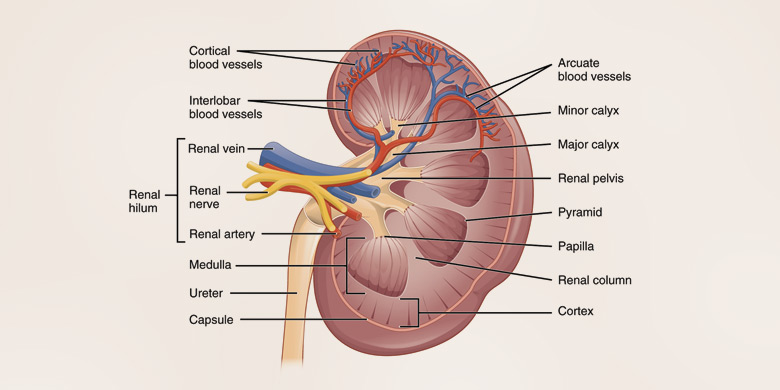 Cortical
blood vessels
Interlobar
blood vessels
Renal vein
Renal
hilum
Renal
nerve
Renal artery
Medulla
Ureter
Capsule
Arcuate
blood vessels
Minor calyx
Major calyx
Renal pelvis
Pyramid
Papilla
Renal column
Cortex